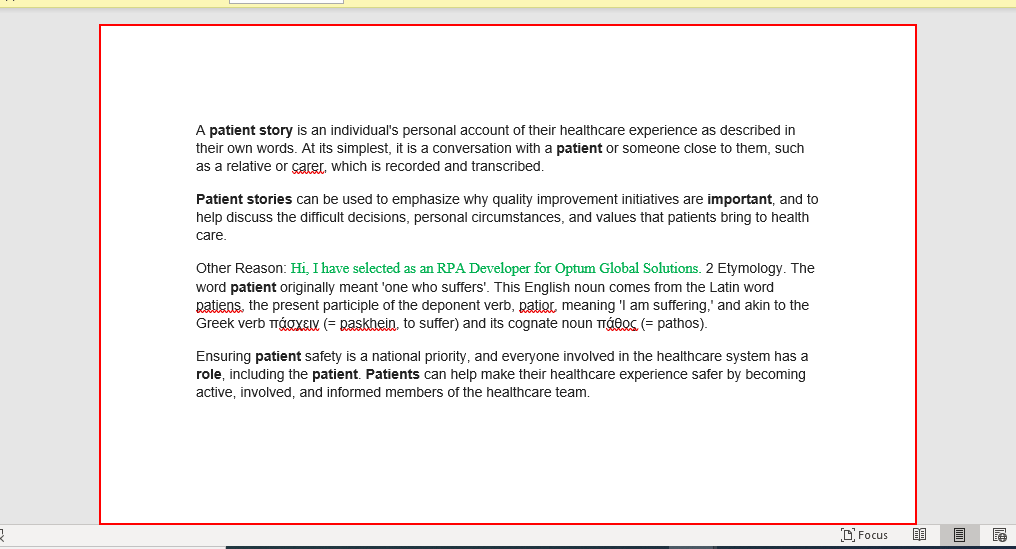 A patient story is an individual's personal account of their healthcare experience as described in
their own words. At its simplest, it is a conversation with a patient or someone close to them, such
as a relative or carer, which is recorded and transcribed.
Patient stories can be used to emphasize why quality improvement initiatives are important, and to
help discuss the difficult decisions, personal circumstances, and values that patients bring to health
care.
Other Reason: Hi, I have selected as an RPA Developer for Optum Global Solutions. 2 Etymology. The
word patient originally meant 'one who suffers'. This English noun comes from the Latin word
patiens, the present participle of the deponent verb, patior, meaning 'I am suffering,' and akin to the
Greek verb πάσχειν (= paskhein, to suffer) and its cognate noun πάθος (= pathos).
Ensuring patient safety is a national priority, and everyone involved in the healthcare system has a
role, including the patient. Patients can help make their healthcare experience safer by becoming
active, involved, and informed members of the healthcare team.
Focus